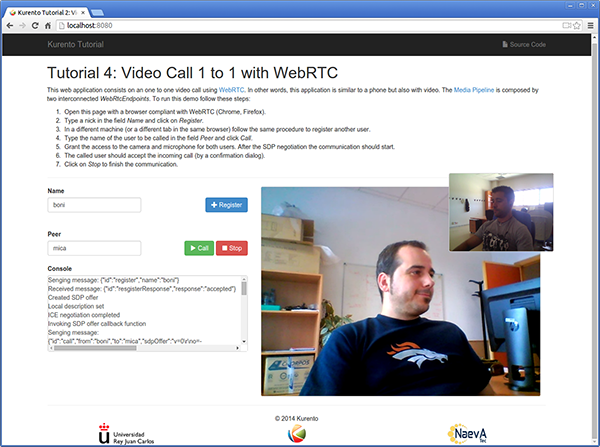 Kurento Tutorial 2: Vi
localhost:8080
Kurento Tutorial
Source Code
Tutorial 4: Video Call 1 to 1 with WebRTC
This web application consists on an one to one video call using WebRTC. In other words, this application is similar to a phone but also with video. The Media Pipeline is composed by
two interconnected WebRtcEndpoints. To run this demo follow these steps:
1. Open this page with a browser compliant with WebRTC (Chrome, Firefox).
2. Type a nick in the field Name and click on Register.
3. In a different machine (or a different tab in the same browser) follow the same procedure to register another user.
4. Type the name of the user to be called in the field Peer and click Call.
5. Grant the access to the camera and microphone for both users. After the SDP negotiation the communication should start.
6. The called user should accept the incoming call (by a confirmation dialog).
7. Click on Stop to finish the communication.
Name
boni
Register
Peer
mica
Call
Stop
Console
Senging message: {"id":"register","name":"boni"}
Received message: {"id":"resgisterResponse","response":"accepted"}
Created SDP offer
Local description set
ICE negotiation completed
Invoking SDP offer callback function
Senging message:
{"id":"call","from":"boni","to":"mica","sdpOffer":"v=0\r\no=-
© 2014 Kurento
Universidad
Rey Juan Carlos
NaevA
Tec